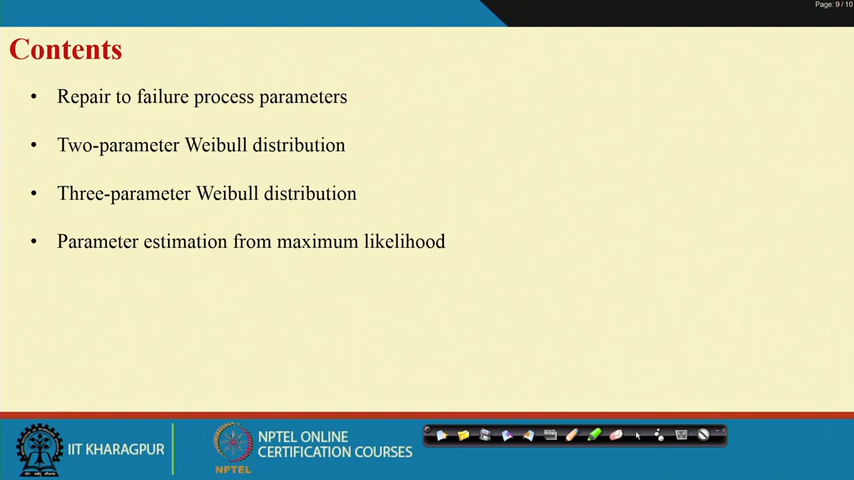 Page: 9 / 10
Contents
• Repair to failure process parameters
• Two-parameter Weibull distribution
• Three-parameter Weibull distribution
• Parameter estimation from maximum likelihood
IIT KHARAGPUR
NPTEL
NPTEL ONLINE
CERTIFICATION COURSES